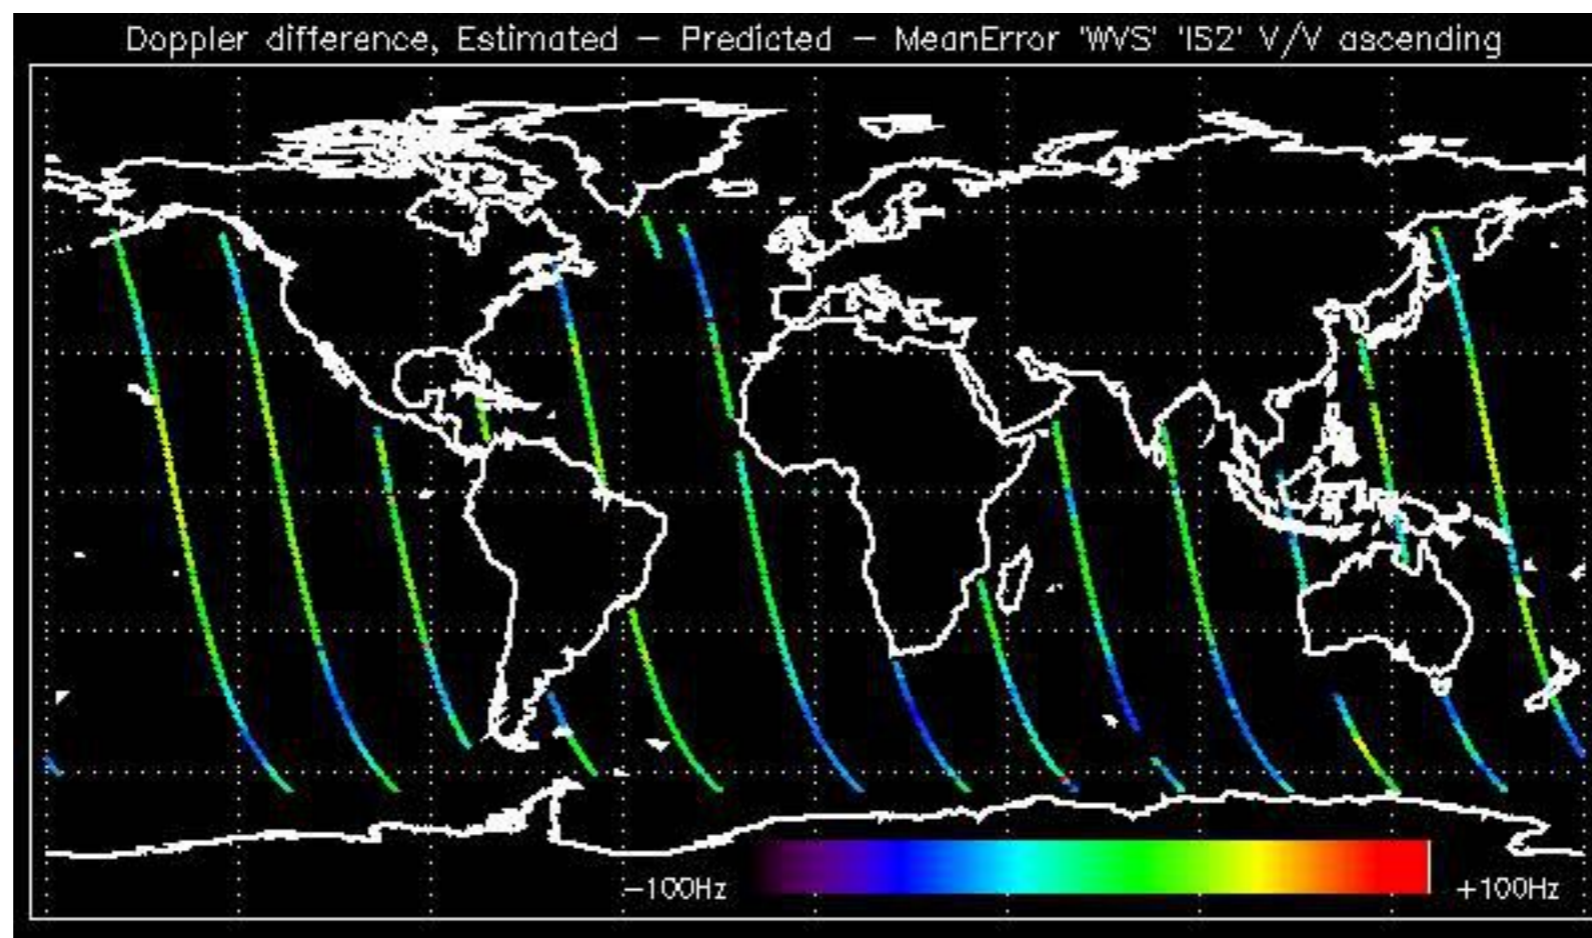 Doppler difference, Estimated – Predicted – MeanError 'WVS' 'IS2' V/V ascending
–100Hz
+100Hz